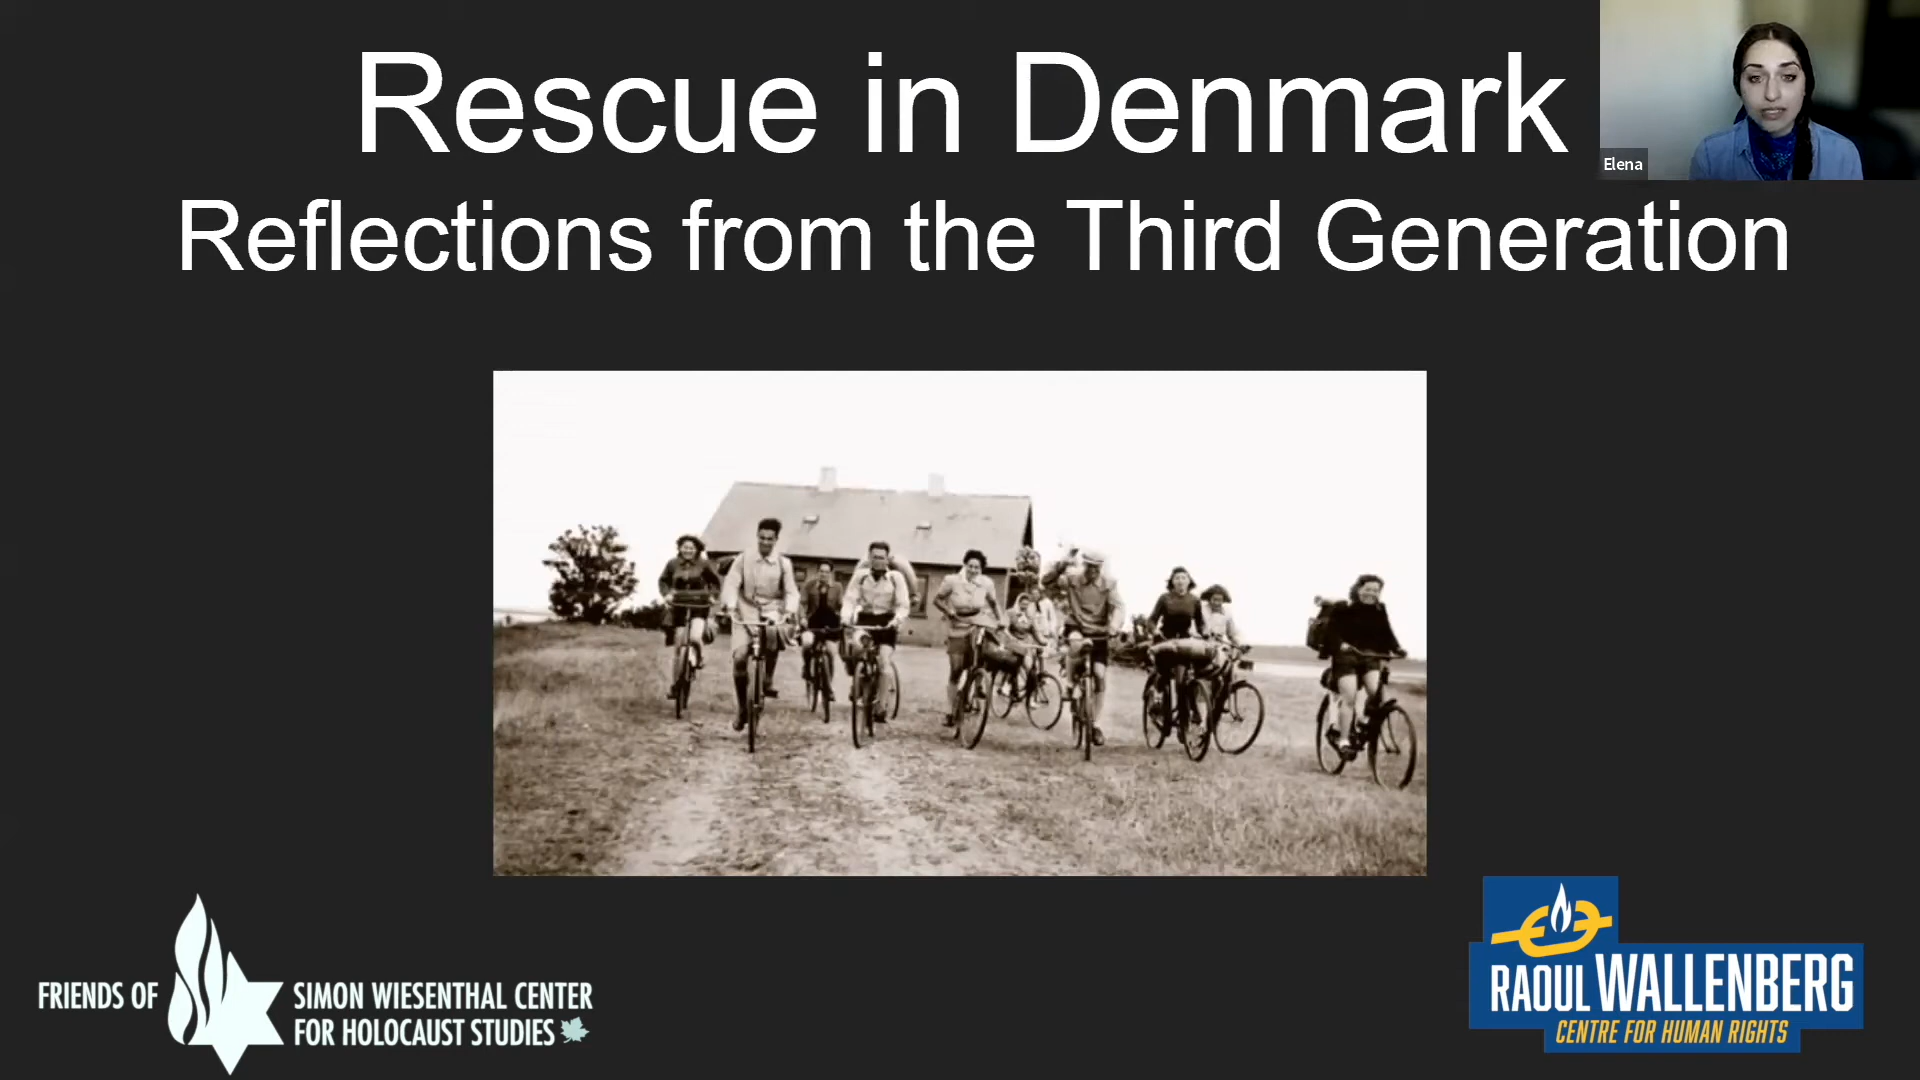 Rescue in Denmark
Reflections from the Third Generation
Elena
FRIENDS OF
SIMON WIESENTHAL CENTER
FOR HOLOCAUST STUDIES
RAOUL WALLENBERG
CENTRE FOR HUMAN RIGHTS